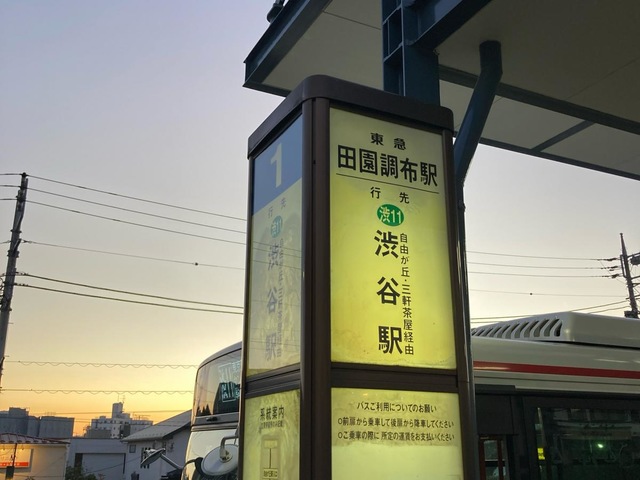 東急
田園調布駅
行先
渋11
渋谷駅
自由が丘・三軒茶屋経由
バスご利用についてのお願い
○前扉から乗車して後扉から降車してください
○ご乗車の際に 所定の運賃をお支払いください
1
行先
渋谷駅
系統案内